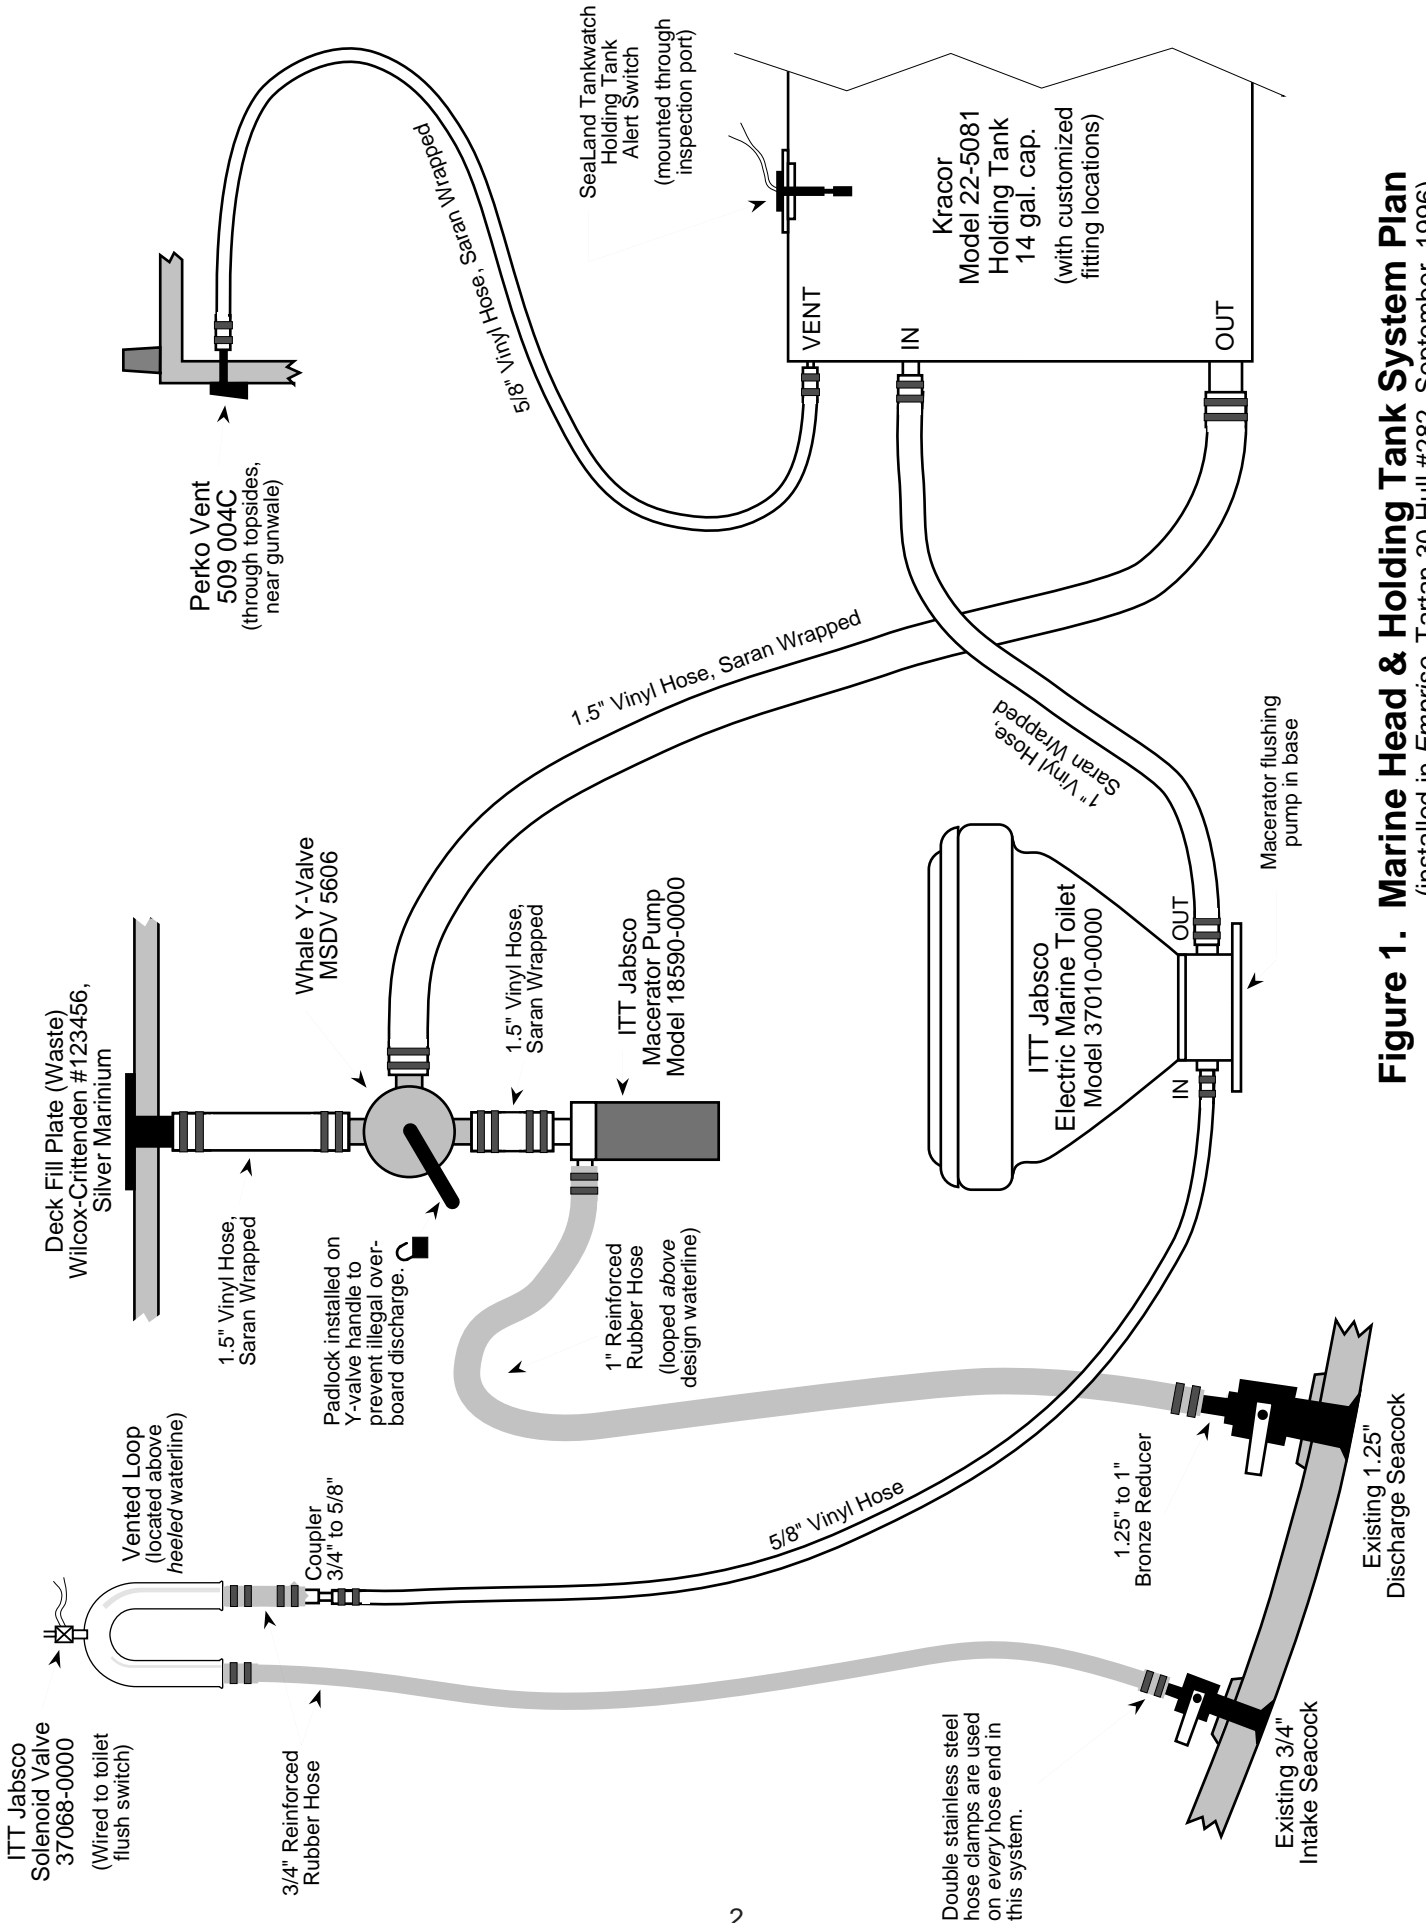 ITT Jabsco
Solenoid Valve
37068-0000
(Wired to toilet
flush switch)
Vented Loop
(located above
heeled waterline)
Deck Fill Plate (Waste)
Wilcox-Crittenden #123456,
Silver Marinium
Perko Vent
509 004C
(through topsides,
near gunwale)
3/4" Reinforced
Rubber Hose
Coupler
3/4" to 5/8"
1.5" Vinyl Hose,
Saran Wrapped
Padlock installed on
Y-valve handle to
prevent illegal over-
board discharge.
Whale Y-Valve
MSDV 5606
5/8" Vinyl Hose, Saran Wrapped
1.5" Vinyl Hose,
Saran Wrapped
ITT Jabsco
Macerator Pump
Model 18590-0000
1" Reinforced
Rubber Hose
(looped above
design waterline)
1.5" Vinyl Hose, Saran Wrapped
SeaLand Tankwatch
Holding Tank
Alert Switch
(mounted through
inspection port)
5/8" Vinyl Hose
VENT
IN
OUT
Kracor
Model 22-5081
Holding Tank
14 gal. cap.
(with customized
fitting locations)
1" Vinyl Hose,
Saran Wrapped
ITT Jabsco
Electric Marine Toilet
Model 37010-0000
IN
OUT
Macerator flushing
pump in base
Double stainless steel
hose clamps are used
on every hose end in
this system.
1.25" to 1"
Bronze Reducer
Existing 3/4"
Intake Seacock
Existing 1.25"
Discharge Seacock
Figure 1. Marine Head & Holding Tank System Plan
(installed in Emprise, Tartan 30 Hull #282, September, 1996)
2